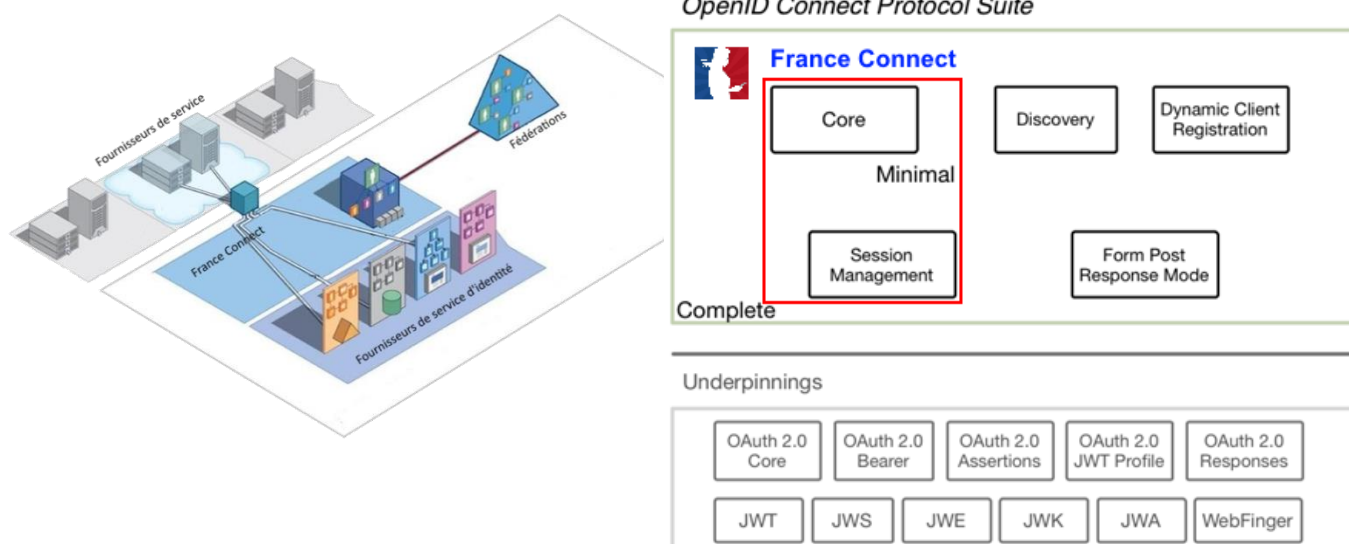 Fournisseurs de service
Fédérations
France Connect
Fournisseurs de service d'identité
OpenID Connect Protocol Suite
France Connect
Core
Discovery
Dynamic Client
Registration
Minimal
Session
Management
Form Post
Response Mode
Complete
Underpinnings
OAuth 2.0
Core
OAuth 2.0
Bearer
OAuth 2.0
Assertions
OAuth 2.0
JWT Profile
OAuth 2.0
Responses
JWT
JWS
JWE
JWK
JWA
WebFinger